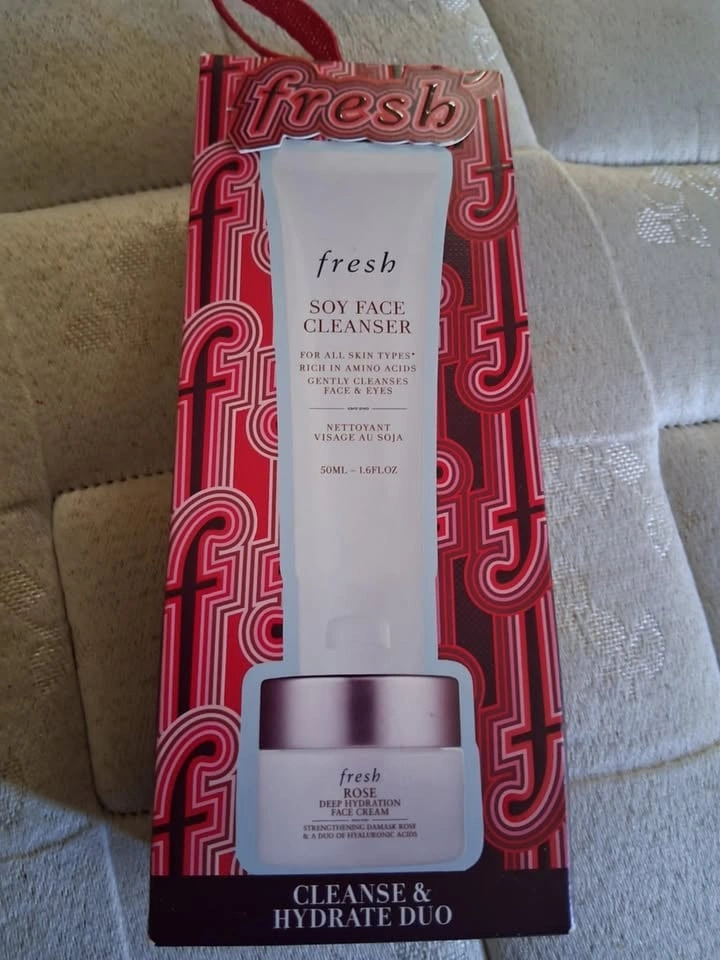 fresh
fresh
SOY FACE
CLEANSER
FOR ALL SKIN TYPES*
RICH IN AMINO ACIDS
GENTLY CLEANSES
FACE & EYES
NETTOYANT
VISAGE AU SOJA
50ML – 1.6FLOZ
fresh
ROSE
DEEP HYDRATION
FACE CREAM
STRENGTHENING DAMASK ROSE
& A DUO OF HYALURONIC ACIDS
CLEANSE &
HYDRATE DUO